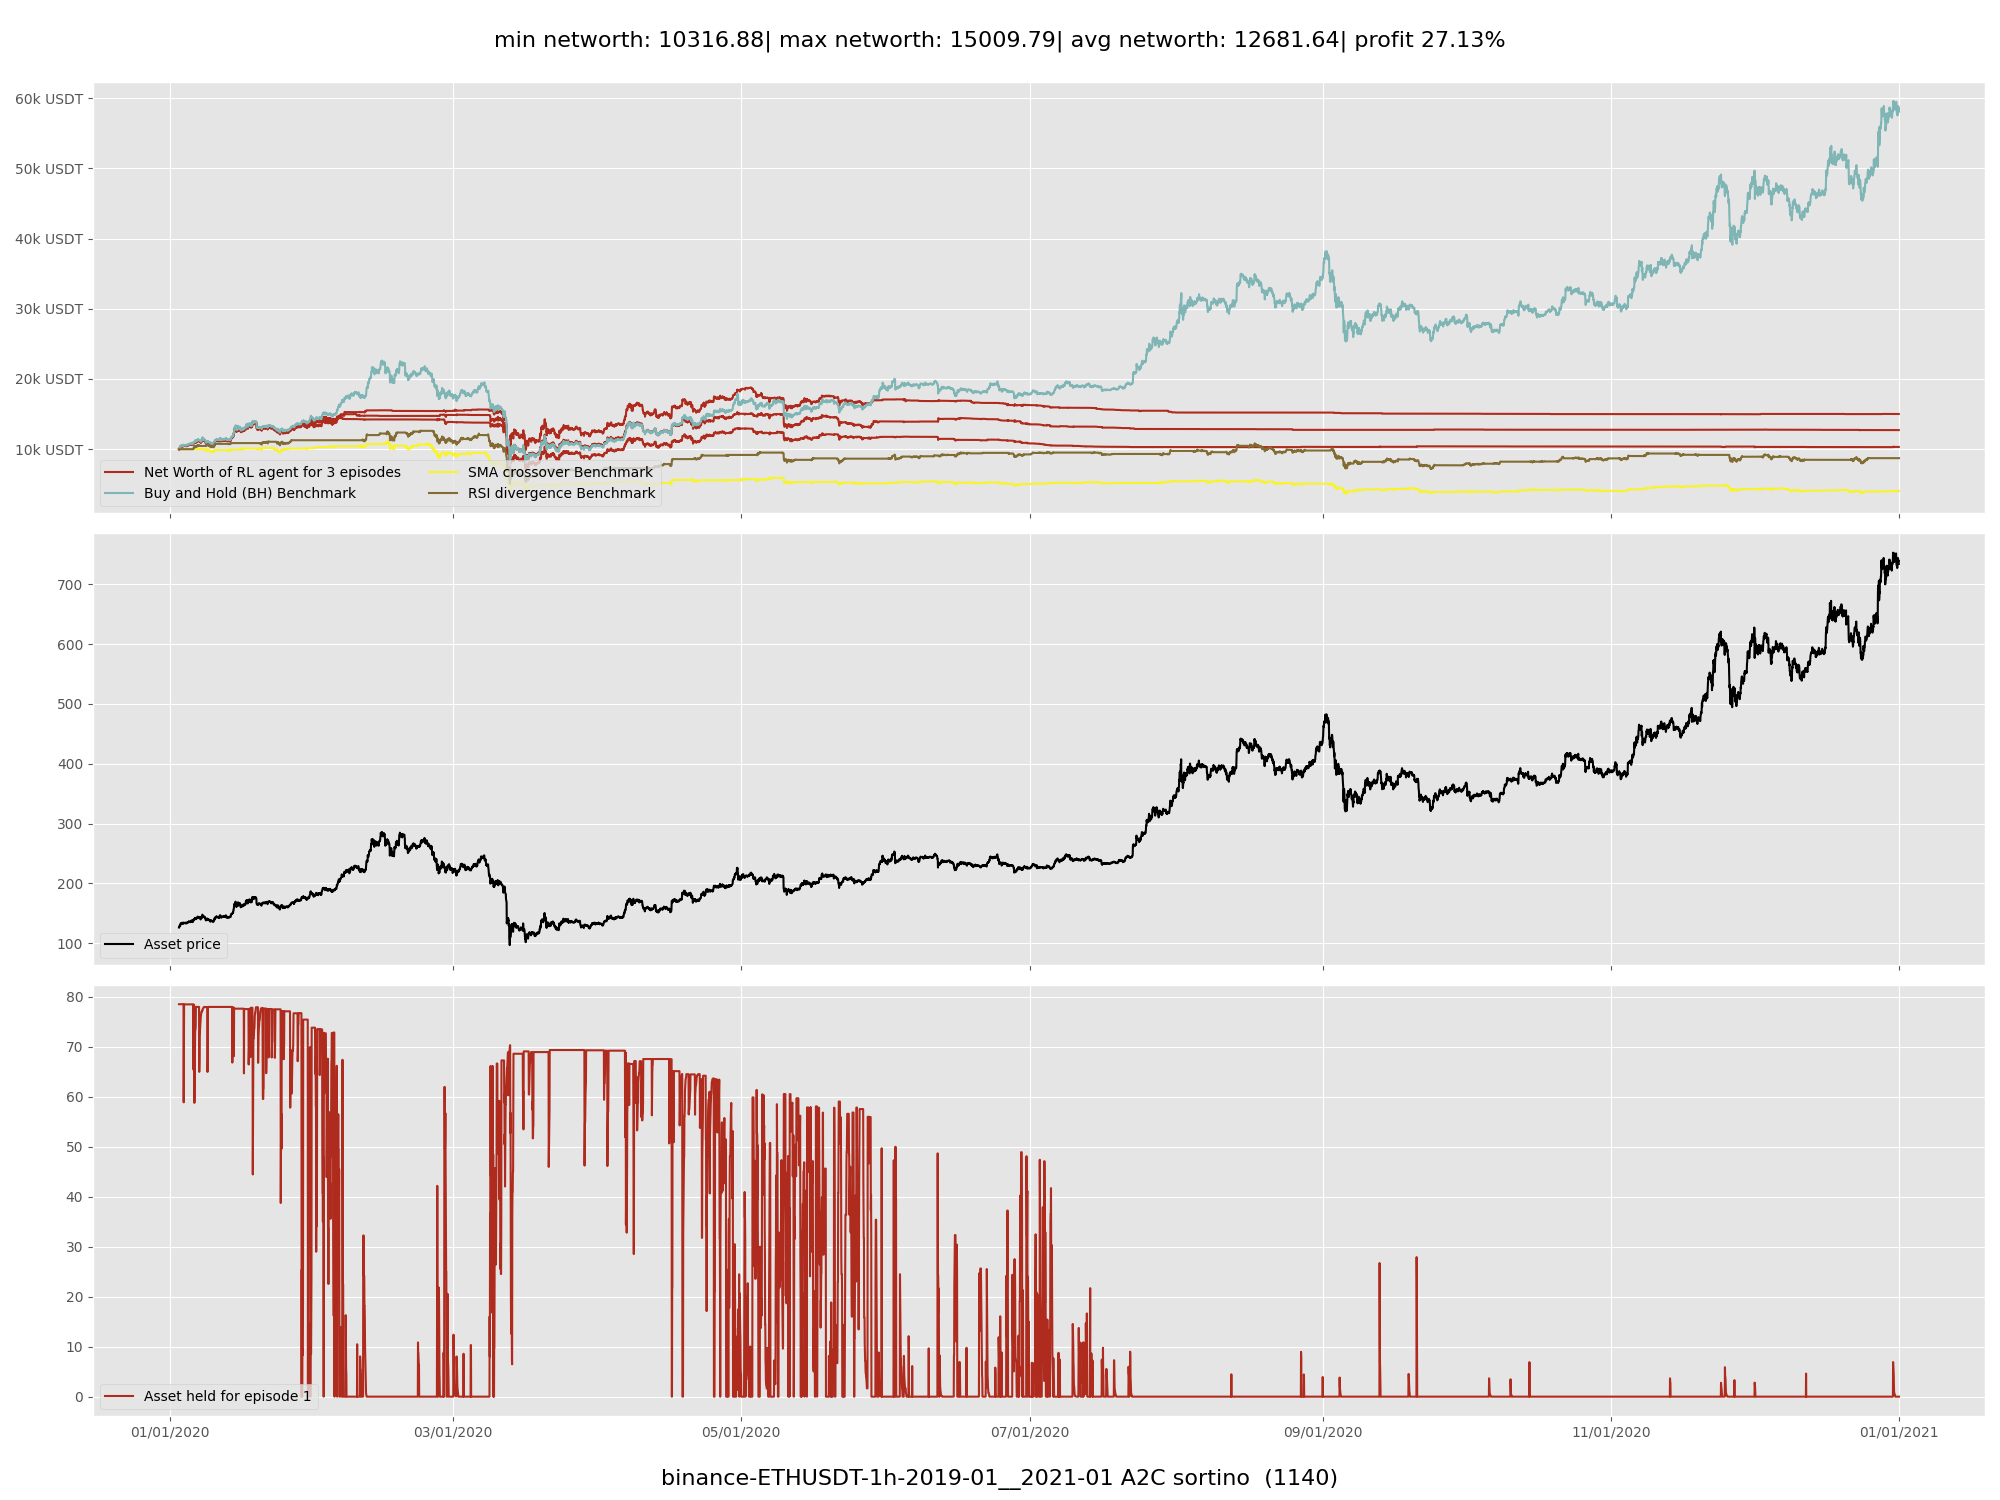 min networth: 10316.88| max networth: 15009.79| avg networth: 12681.64| profit 27.13%
60k USDT
50k USDT
40k USDT
30k USDT
20k USDT
10k USDT
Net Worth of RL agent for 3 episodes
Buy and Hold (BH) Benchmark
SMA crossover Benchmark
RSI divergence Benchmark
700
600
500
400
300
200
100
Asset price
80
70
60
50
40
30
20
10
0
Asset held for episode 1
01/01/2020
03/01/2020
05/01/2020
07/01/2020
09/01/2020
11/01/2020
01/01/2021
binance-ETHUSDT-1h-2019-01__2021-01 A2C sortino  (1140)